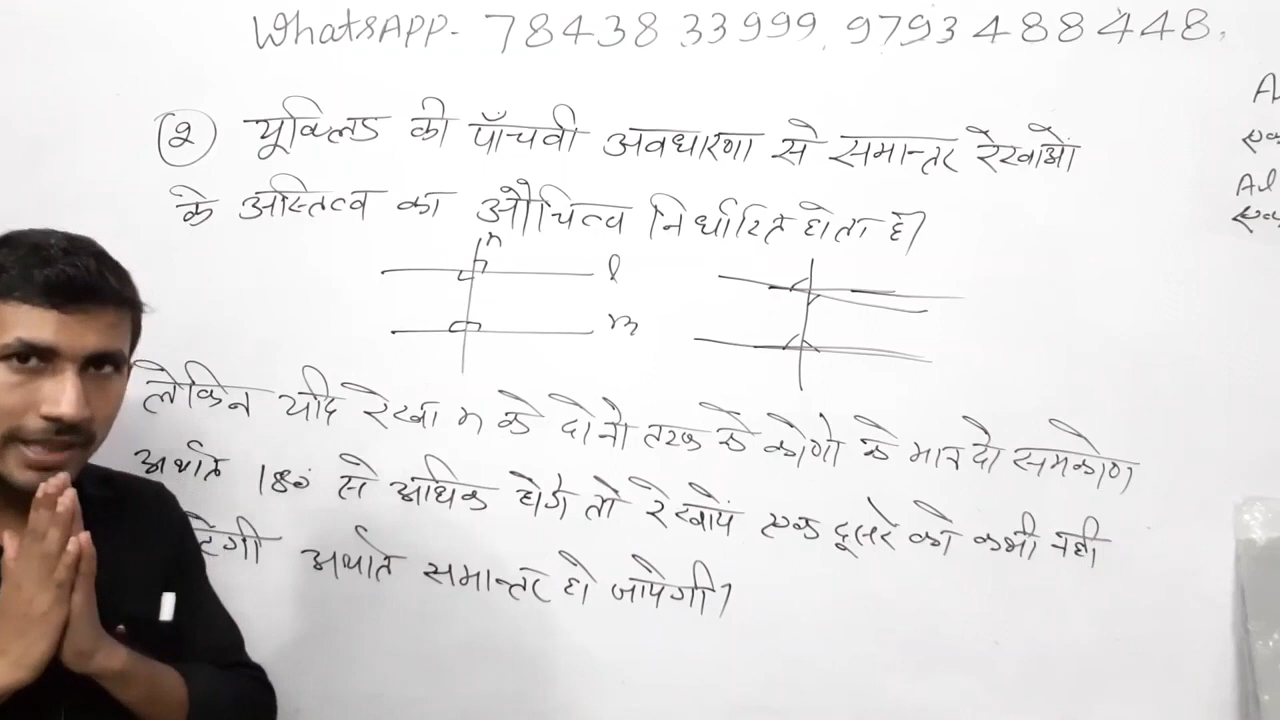 WhatsAPP- 7843833999, 9793488448,
(२) यूक्लिड की पाँचवी अवधारणा से समान्तर रेखाओं
के अस्तित्व का औचित्य निर्धारित होता है।
n
l
m
लेकिन यदि रेखा n के दोनो तरफ के कोणो के माप दो समकोण
अर्थात 180 से अधिक होगे तो रेखायें एक दूसरे को कभी नही
टेगी अर्थात समान्तर हो जायेगी।